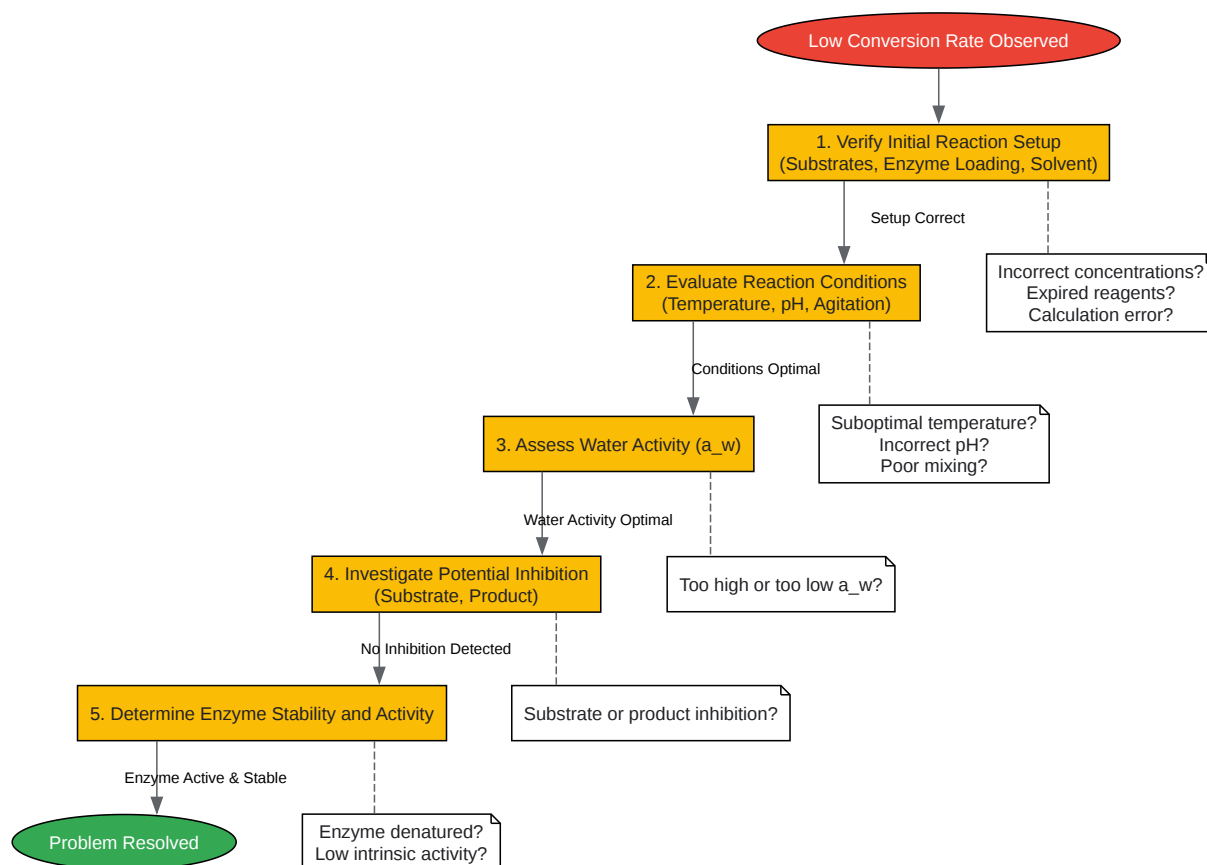 Low Conversion Rate Observed
1. Verify Initial Reaction Setup
(Substrates, Enzyme Loading, Solvent)
Setup Correct
Incorrect concentrations?
Expired reagents?
Calculation error?
2. Evaluate Reaction Conditions
(Temperature, pH, Agitation)
Conditions Optimal
Suboptimal temperature?
Incorrect pH?
Poor mixing?
3. Assess Water Activity (a_w)
Water Activity Optimal
Too high or too low a_w?
4. Investigate Potential Inhibition
(Substrate, Product)
No Inhibition Detected
Substrate or product inhibition?
5. Determine Enzyme Stability and Activity
Enzyme Active & Stable
Enzyme denatured?
Low intrinsic activity?
Problem Resolved